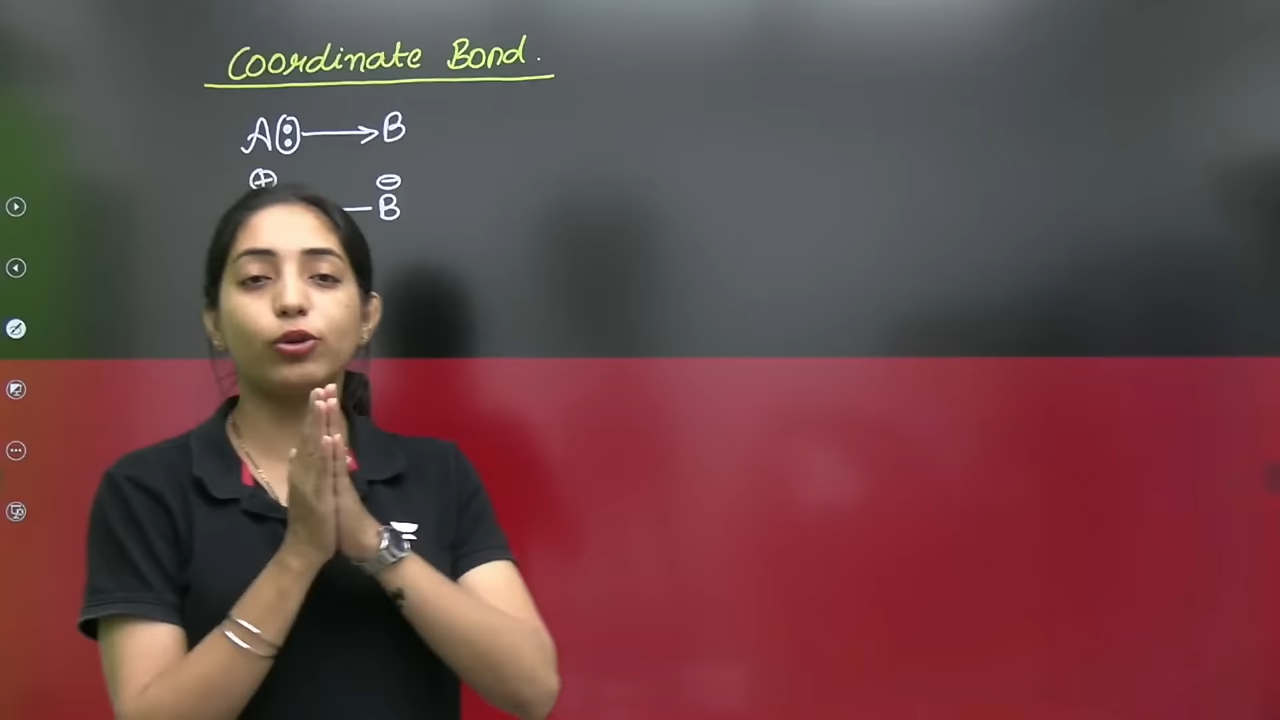 Coordinate Bond.
A: → B
⊕ ⊖
— B